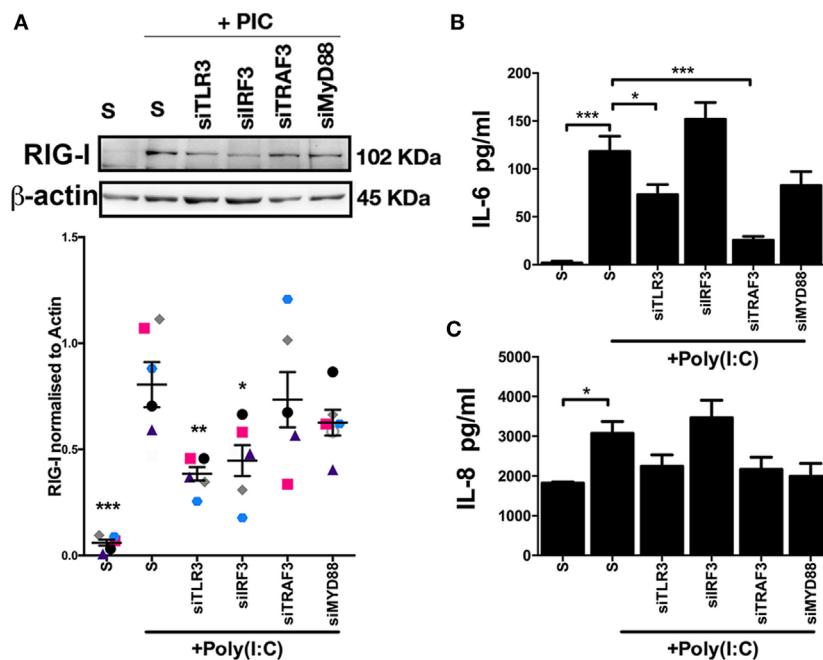 A
+ PIC
S
S
siTLR3
siIRF3
siTRAF3
siMyD88
RIG-I
102 KDa
β-actin
45 KDa
RIG-I normalised to Actin
1.5
1.0
0.5
0.0
***
**
*
S
S
siTLR3
siIRF3
siTRAF3
siMYD88
+Poly(I:C)
B
IL-6 pg/ml
200
150
100
50
0
***
*
***
S
S
siTLR3
siIRF3
siTRAF3
siMYD88
+Poly(I:C)
C
IL-8 pg/ml
5000
4000
3000
2000
1000
0
*
S
S
siTLR3
siIRF3
siTRAF3
siMYD88
+Poly(I:C)